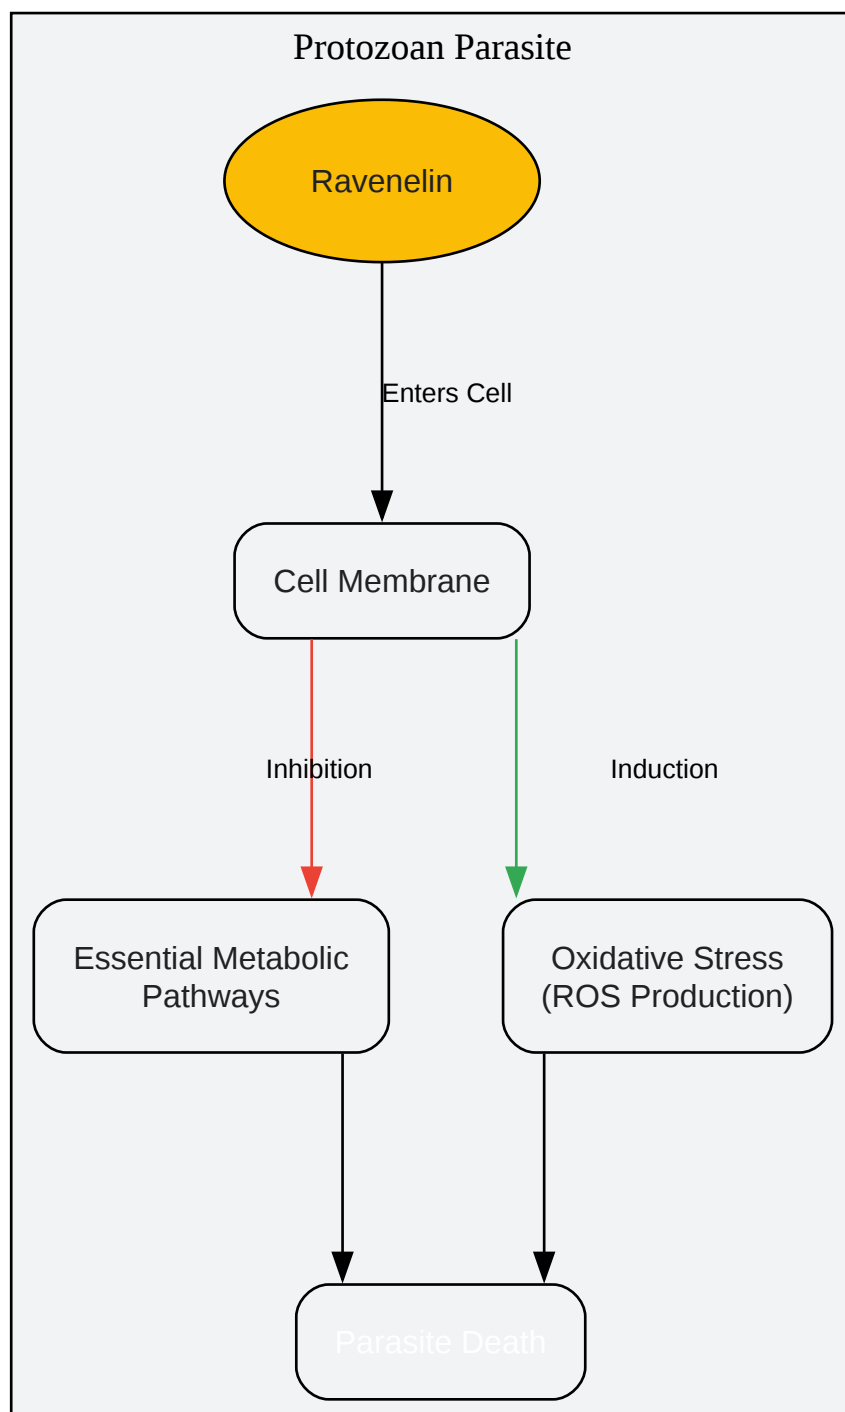 Protozoan Parasite
Ravenelin
Enters Cell
Cell Membrane
Inhibition
Induction
Essential Metabolic
Pathways
Oxidative Stress
(ROS Production)
Parasite Death